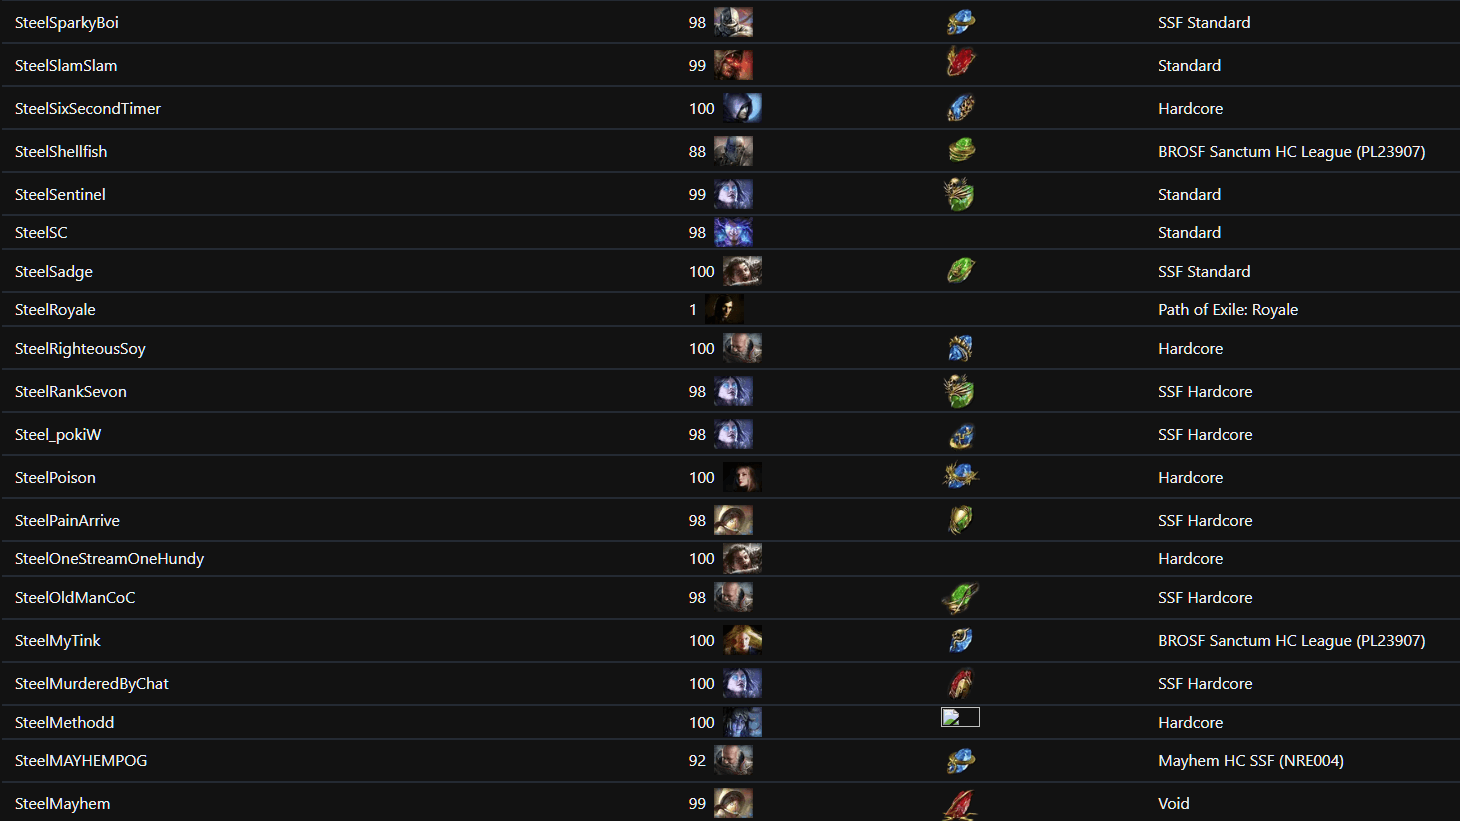 SteelSparkyBoi 98 SSF Standard
SteelSlamSlam 99 Standard
SteelSixSecondTimer 100 Hardcore
SteelShellfish 88 BROSF Sanctum HC League (PL23907)
SteelSentinel 99 Standard
SteelSC 98 Standard
SteelSadge 100 SSF Standard
SteelRoyale 1 Path of Exile: Royale
SteelRighteousSoy 100 Hardcore
SteelRankSevon 98 SSF Hardcore
Steel_pokiW 98 SSF Hardcore
SteelPoison 100 Hardcore
SteelPainArrive 98 SSF Hardcore
SteelOneStreamOneHundy 100 Hardcore
SteelOldManCoC 98 SSF Hardcore
SteelMyTink 100 BROSF Sanctum HC League (PL23907)
SteelMurderedByChat 100 SSF Hardcore
SteelMethodd 100 Hardcore
SteelMAYHEMPOG 92 Mayhem HC SSF (NRE004)
SteelMayhem 99 Void